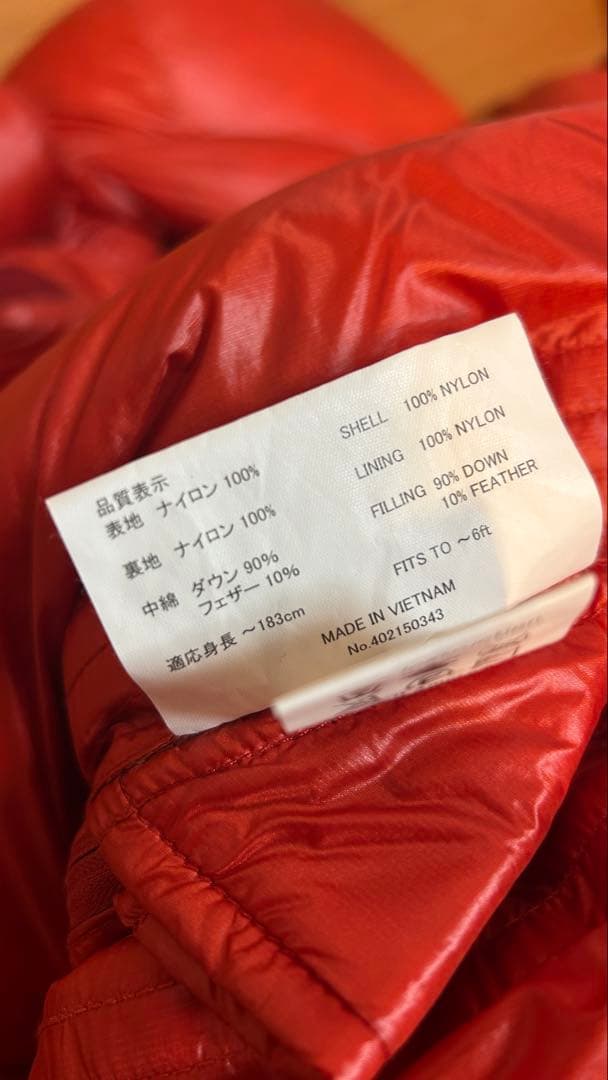 品質表示
表地 ナイロン 100%
裏地 ナイロン 100%
中綿 ダウン 90%
フェザー 10%
適応身長 ～183cm
SHELL 100% NYLON
LINING 100% NYLON
FILLING 90% DOWN
10% FEATHER
FITS TO ～6ft
MADE IN VIETNAM
No.402150343